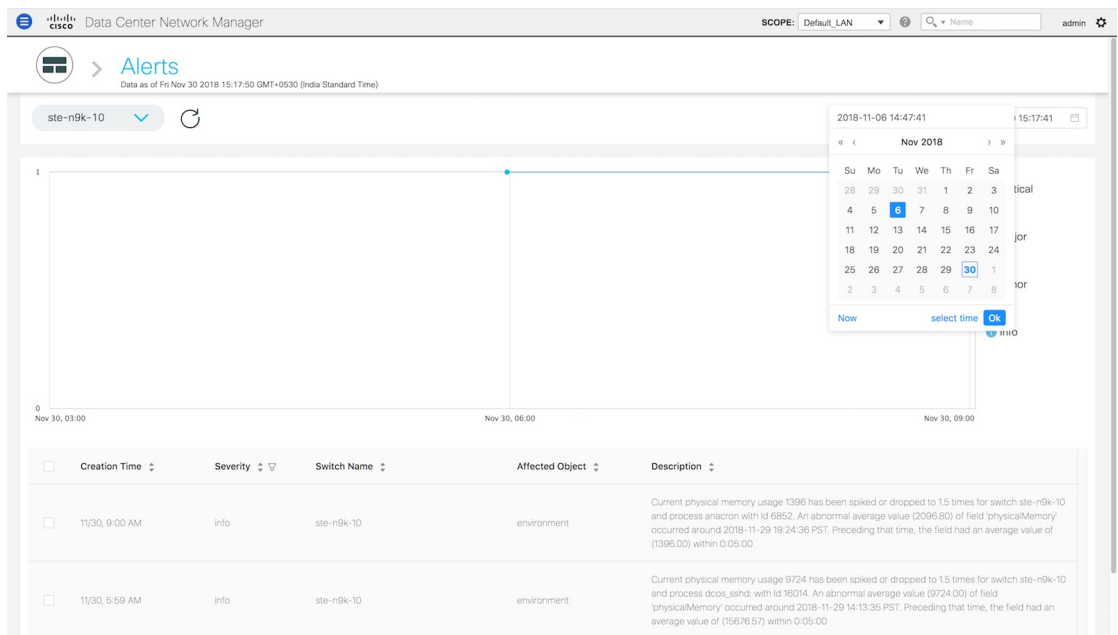 cisco Data Center Network Manager
SCOPE: Default_LAN
Name
admin
Alerts
Data as of Fri Nov 30 2018 15:17:50 GMT+0530 (India Standard Time)
ste-n9k-10
2018-11-06 14:47:41
15:17:41
« ‹ Nov 2018 › »
Su Mo Tu We Th Fr Sa
28 29 30 31 1 2 3
4 5 6 7 8 9 10
11 12 13 14 15 16 17
18 19 20 21 22 23 24
25 26 27 28 29 30 1
2 3 4 5 6 7 8
Now select time Ok
tical
jor
nor
Info
1
0
Nov 30, 03:00 Nov 30, 06:00 Nov 30, 09:00
Creation Time Severity Switch Name Affected Object Description
11/30, 9:00 AM info ste-n9k-10 environment
Current physical memory usage 1396 has been spiked or dropped to 1.5 times for switch ste-n9k-10
and process anacron with Id 6852. An abnormal average value (2096.80) of field 'physicalMemory'
occurred around 2018-11-29 19:24:36 PST. Preceding that time, the field had an average value of
(1396.00) within 0:05:00
11/30, 5:59 AM info ste-n9k-10 environment
Current physical memory usage 9724 has been spiked or dropped to 1.5 times for switch ste-n9k-10
and process dcos_sshd: with Id 16014. An abnormal average value (9724.00) of field
'physicalMemory' occurred around 2018-11-29 14:13:35 PST. Preceding that time, the field had an
average value of (15676.57) within 0:05:00